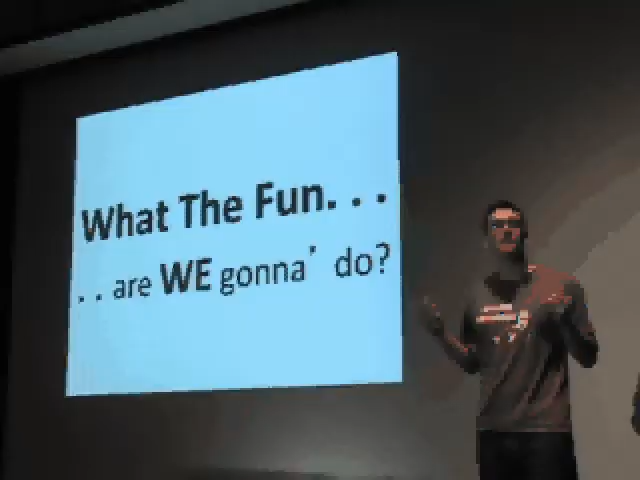 What The Fun. . .
. . are WE gonna’ do?